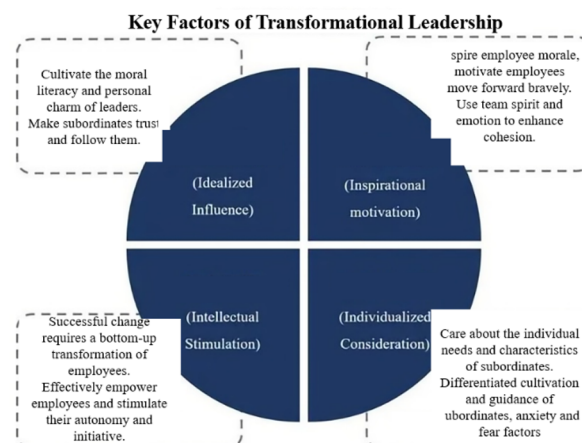 Key Factors of Transformational Leadership
Cultivate the moral
literacy and personal
charm of leaders.
Make subordinates trust
and follow them.
spire employee morale,
motivate employees
move forward bravely.
Use team spirit and
emotion to enhance
cohesion.
(Idealized
Influence)
(Inspirational
motivation)
(Intellectual
Stimulation)
(Individualized
Consideration)
Successful change
requires a bottom-up
transformation of
employees.
Effectively empower
employees and stimulate
their autonomy and
initiative.
Care about the individual
needs and characteristics
of subordinates.
Differentiated cultivation
and guidance of
ubordinates, anxiety and
fear factors